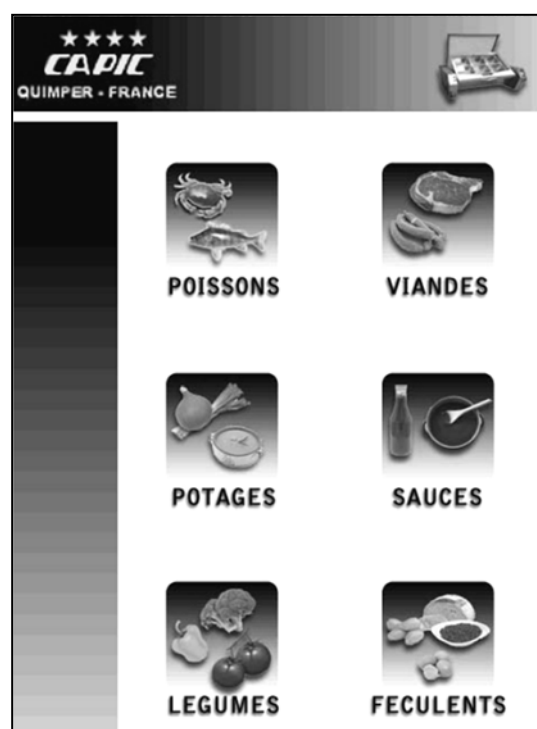 CAPIC
QUIMPER - FRANCE
POISSONS
VIANDES
POTAGES
SAUCES
LEGUMES
FECULENTS